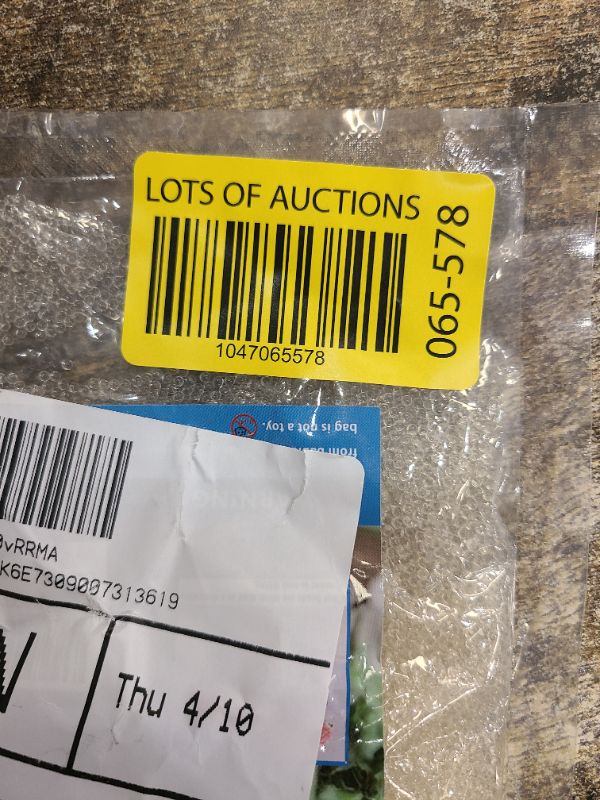 LOTS OF AUCTIONS
065-578
1047065578
bag is not a toy.
vRRMA
K6E7309007313619
Thu 4/10